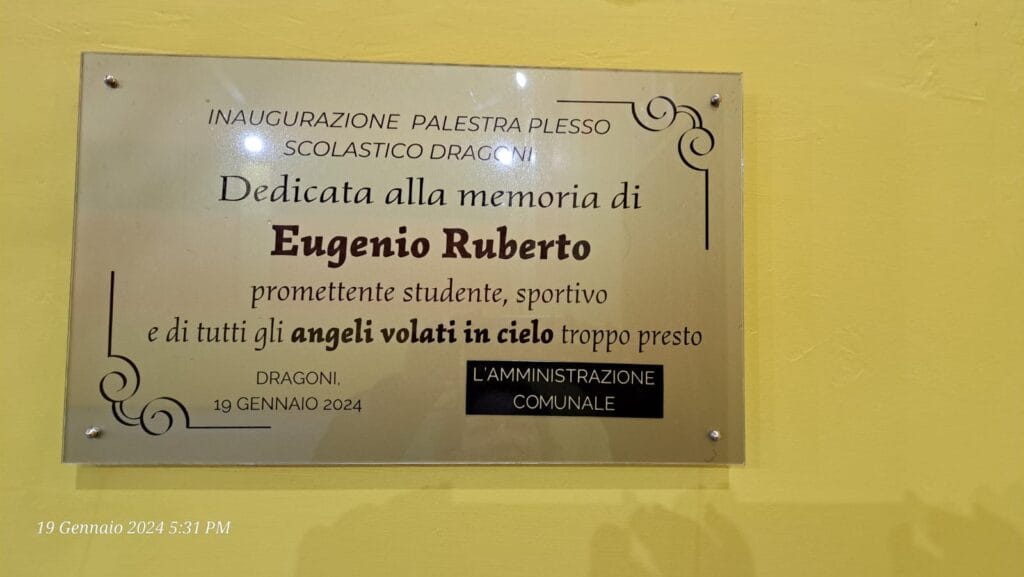 INAUGURAZIONE PALESTRA PLESSO
SCOLASTICO DRAGONI
Dedicata alla memoria di
Eugenio Ruberto
promettente studente, sportivo
e di tutti gli angeli volati in cielo troppo presto
DRAGONI,
19 GENNAIO 2024
L'AMMINISTRAZIONE
COMUNALE
19 Gennaio 2024 5:31 PM